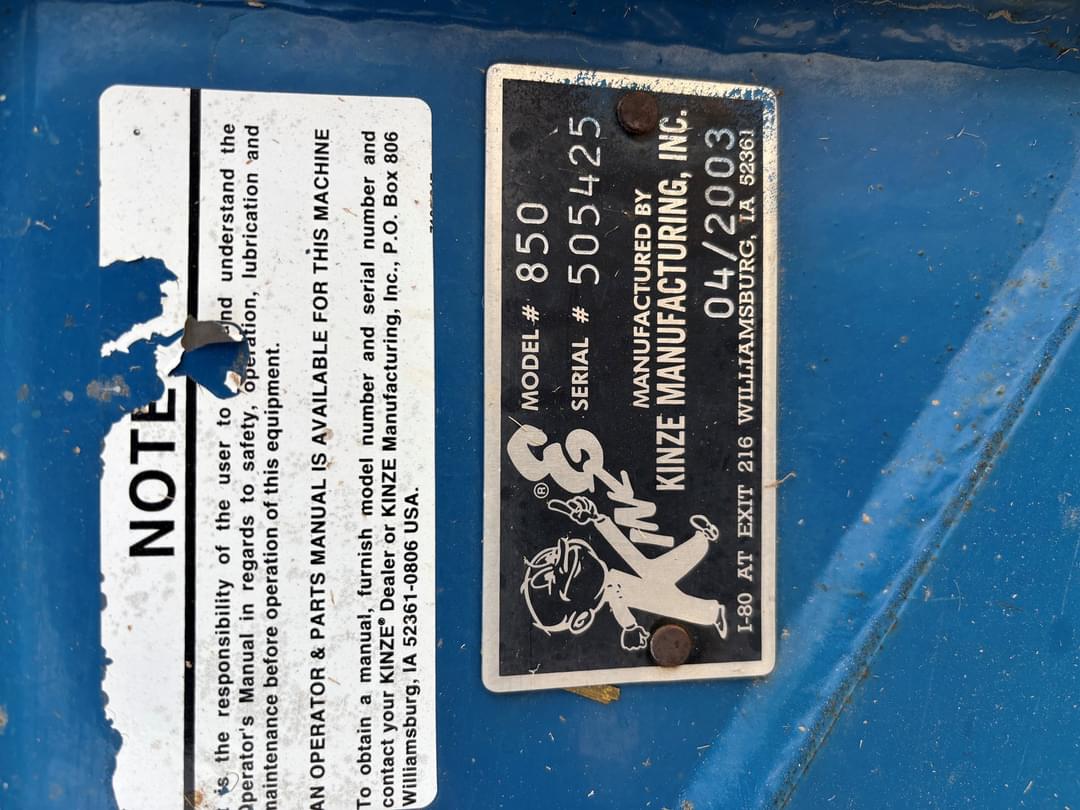 NOTE
is the responsibility of the user to and understand the
Operator's Manual in regards to safety, operation, lubrication and
maintenance before operation of this equipment.
AN OPERATOR & PARTS MANUAL IS AVAILABLE FOR THIS MACHINE
To obtain a manual, furnish model number and serial number and
contact your KINZE® Dealer or KINZE Manufacturing, Inc., P.O. Box 806
Williamsburg, IA 52361-0806 USA.
KINZE ®
MODEL # 850
SERIAL # 505425
MANUFACTURED BY
KINZE MANUFACTURING, INC.
04/2003
I-80 AT EXIT 216 WILLIAMSBURG, IA 52361